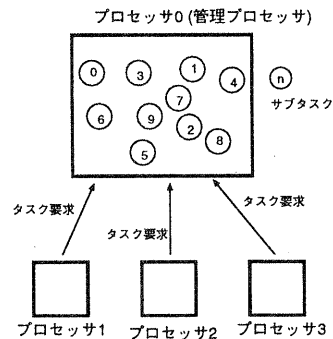 プロセッサ0 (管理プロセッサ)
0
3
1
4
n
サブタスク
7
6
9
2
8
5
タスク要求
タスク要求
タスク要求
プロセッサ1
プロセッサ2
プロセッサ3